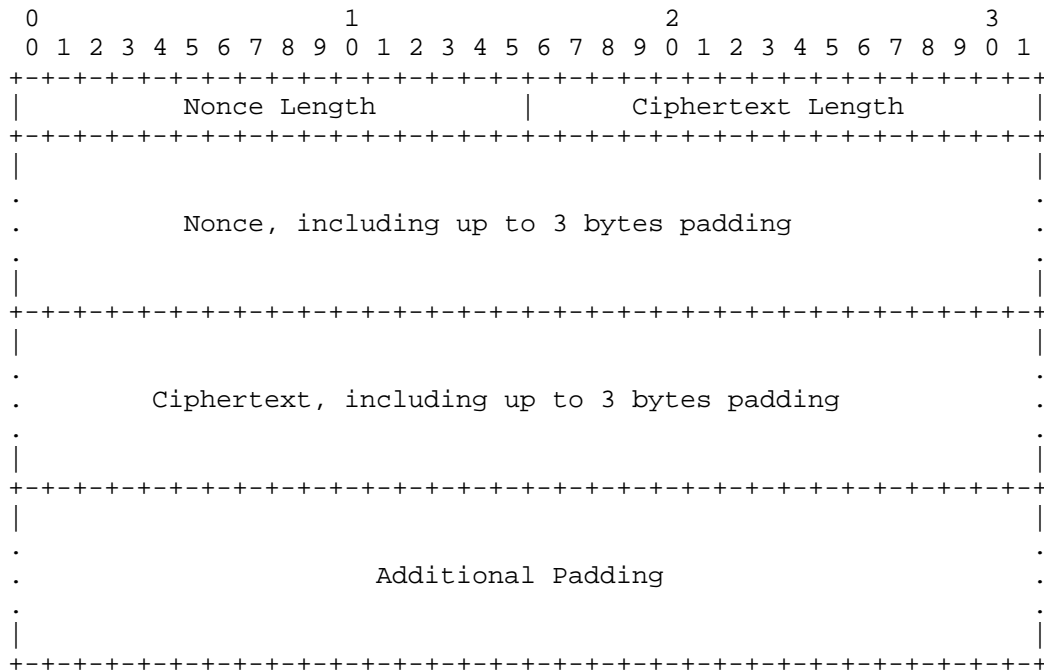 0                   1                   2                   3
 0 1 2 3 4 5 6 7 8 9 0 1 2 3 4 5 6 7 8 9 0 1 2 3 4 5 6 7 8 9 0 1
+-+-+-+-+-+-+-+-+-+-+-+-+-+-+-+-+-+-+-+-+-+-+-+-+-+-+-+-+-+-+-+-+
|          Nonce Length         |      Ciphertext Length        |
+-+-+-+-+-+-+-+-+-+-+-+-+-+-+-+-+-+-+-+-+-+-+-+-+-+-+-+-+-+-+-+-+
|                                                               |
.                                                               .
.          Nonce, including up to 3 bytes padding               .
.                                                               .
|                                                               |
+-+-+-+-+-+-+-+-+-+-+-+-+-+-+-+-+-+-+-+-+-+-+-+-+-+-+-+-+-+-+-+-+
|                                                               |
.                                                               .
.        Ciphertext, including up to 3 bytes padding            .
.                                                               .
|                                                               |
+-+-+-+-+-+-+-+-+-+-+-+-+-+-+-+-+-+-+-+-+-+-+-+-+-+-+-+-+-+-+-+-+
|                                                               |
.                                                               .
.                      Additional Padding                       .
.                                                               .
|                                                               |
+-+-+-+-+-+-+-+-+-+-+-+-+-+-+-+-+-+-+-+-+-+-+-+-+-+-+-+-+-+-+-+-+